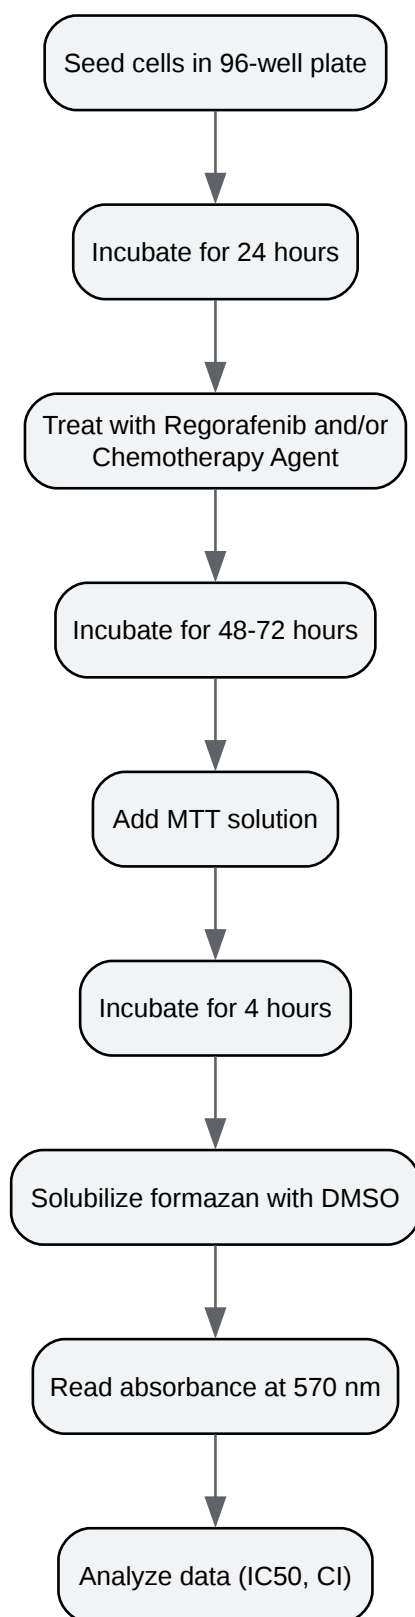 Seed cells in 96-well plate
Incubate for 24 hours
Treat with Regorafenib and/or
Chemotherapy Agent
Incubate for 48-72 hours
Add MTT solution
Incubate for 4 hours
Solubilize formazan with DMSO
Read absorbance at 570 nm
Analyze data (IC50, CI)